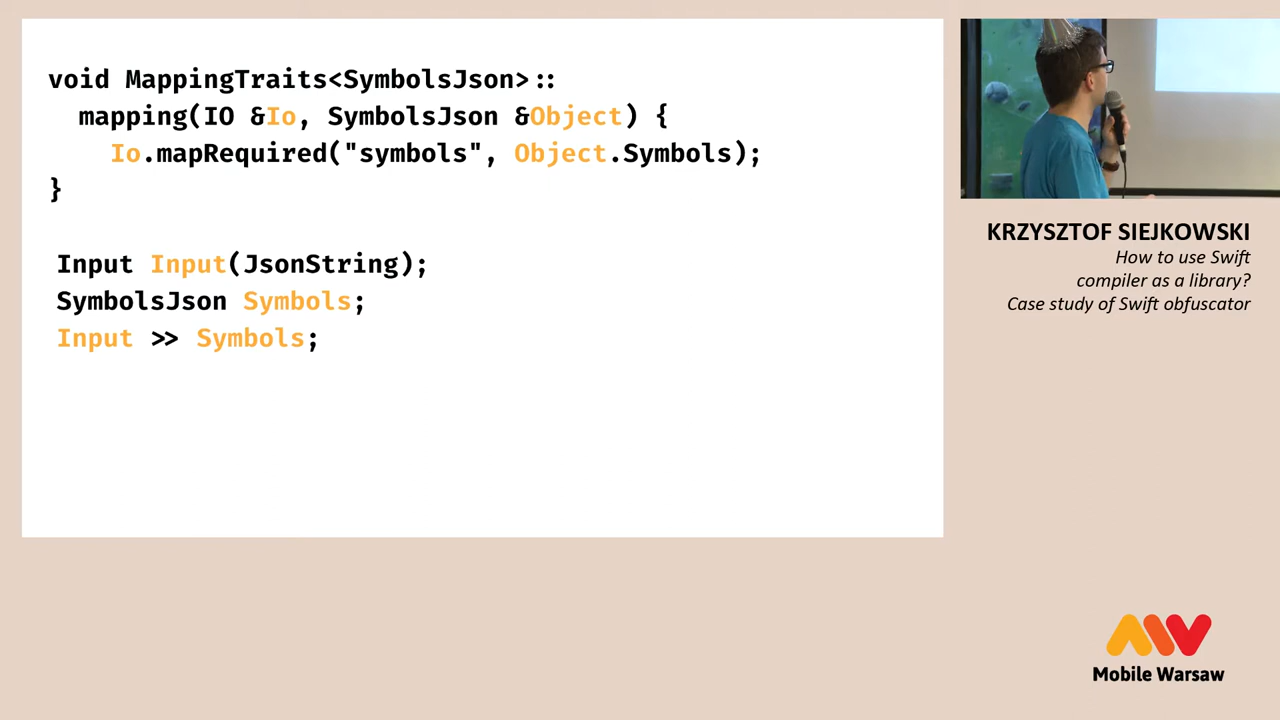 void MappingTraits<SymbolsJson>::
mapping(IO &Io, SymbolsJson &Object) {
Io.mapRequired("symbols", Object.Symbols);
}
Input Input(JsonString);
SymbolsJson Symbols;
Input >> Symbols;
KRZYSZTOF SIEJKOWSKI
How to use Swift
compiler as a library?
Case study of Swift obfuscator
Mobile Warsaw